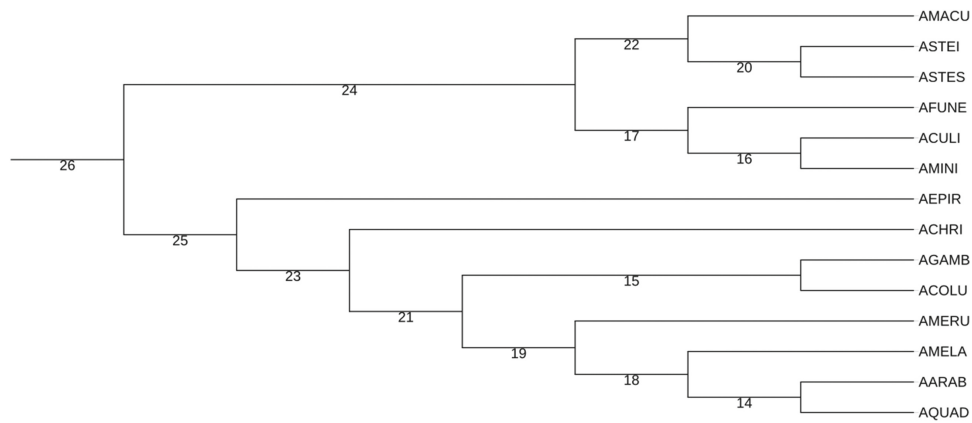 AMACU
22
ASTEI
20
ASTES
24
AFUNE
17
ACULI
16
AMINI
26
AEPIR
25
ACHRI
23
AGAMB
15
ACOLU
21
AMERU
19
AMELA
18
AARAB
14
AQUAD